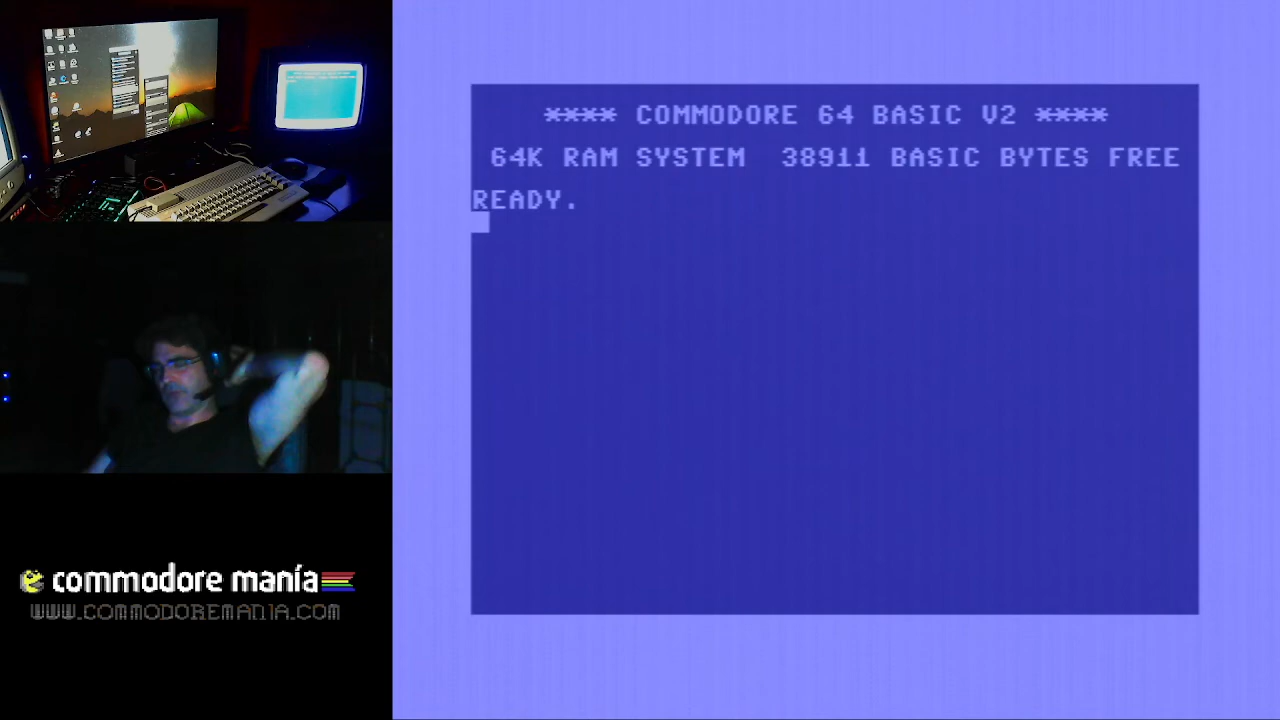 **** COMMODORE 64 BASIC V2 ****
64K RAM SYSTEM  38911 BASIC BYTES FREE
READY.
commodore manía
WWW.COMMODOREMANIA.COM